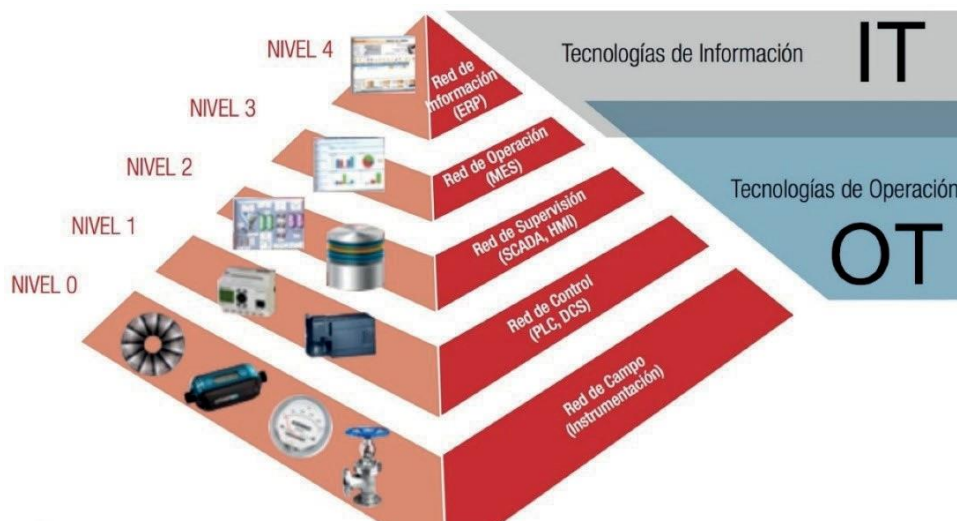 NIVEL 4
Red de
Información
(ERP)
NIVEL 3
Red de Operación
(MES)
NIVEL 2
Red de Supervisión
(SCADA, HMI)
NIVEL 1
Red de Control
(PLC, DCS)
NIVEL 0
Red de Campo
(Instrumentación)
Tecnologías de Información
IT
Tecnologías de Operación
OT